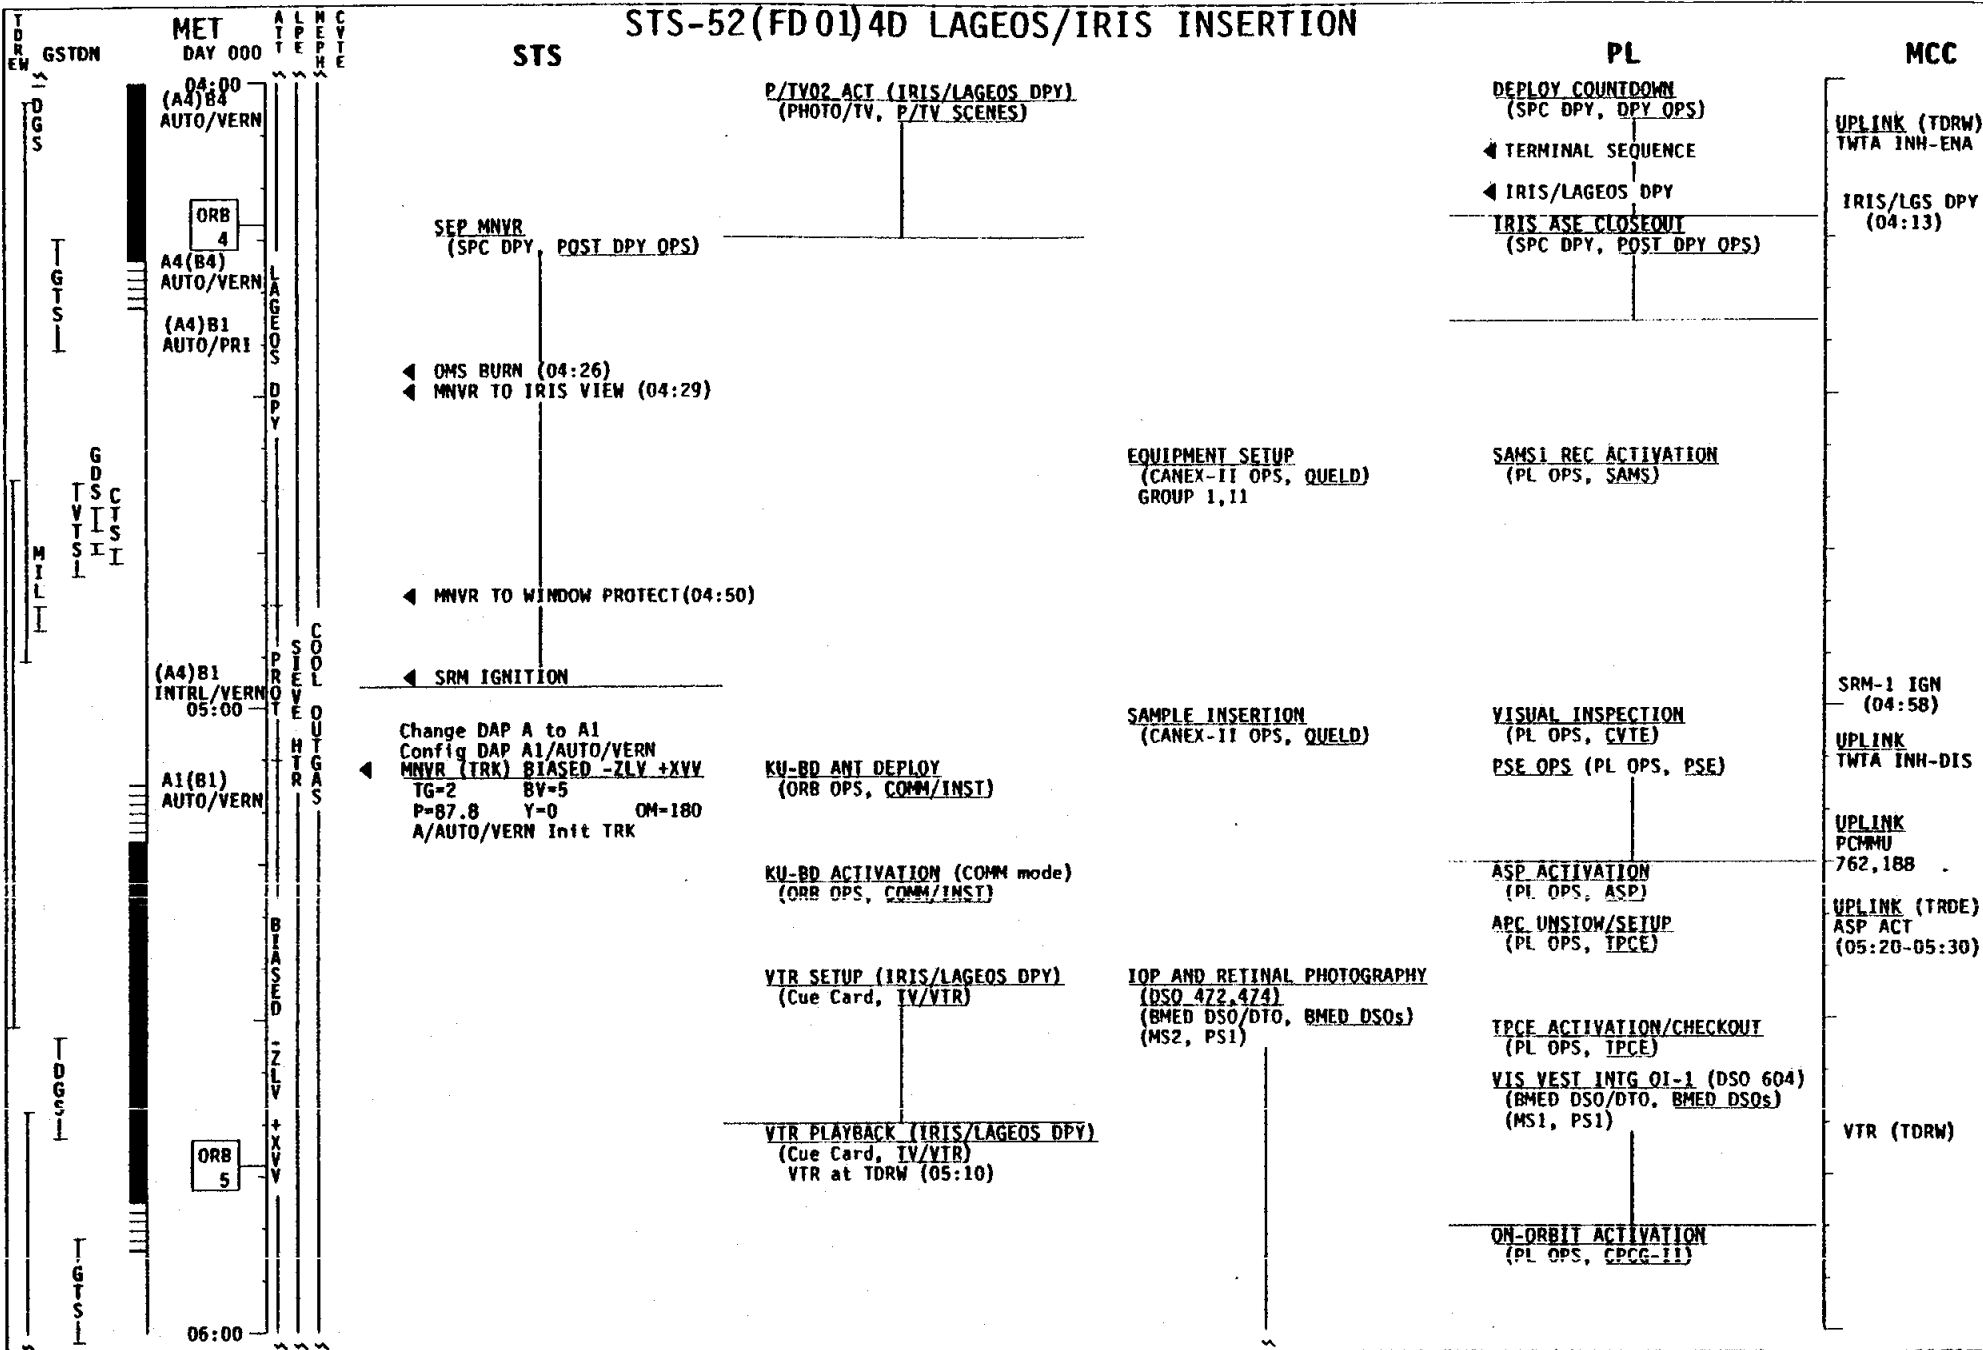 STS-52(FD 01)4D LAGEOS/IRIS INSERTION
TDRE
W
GSTDN
MET
DAY 000
ATT
LPE
MEPH
CVTE
STS
PL
MCC
04:00
(A4)B4
AUTO/VERN
DGS
ORB
4
GTS
A4(B4)
AUTO/VERN
(A4)B1
AUTO/PRI
LAGEOS DPY
GDS
VTS
CTS
MIL
(A4)B1
INTRL/VERN
05:00
PROT
SIEVE HTR
COOL OUTGAS
A1(B1)
AUTO/VERN
BIASED -ZLV +XVV
DGS
ORB
5
GTS
06:00
SEP MNVR
(SPC DPY, POST DPY OPS)
OMS BURN (04:26)
MNVR TO IRIS VIEW (04:29)
MNVR TO WINDOW PROTECT(04:50)
SRM IGNITION
Change DAP A to A1
Config DAP A1/AUTO/VERN
MNVR (TRK) BIASED -ZLV +XVV
TG=2 BV=5
P=87.8 Y=0 OM=180
A/AUTO/VERN Init TRK
P/TV02 ACT (IRIS/LAGEOS DPY)
(PHOTO/TV, P/TV SCENES)
KU-BD ANT DEPLOY
(ORB OPS, COMM/INST)
KU-BD ACTIVATION (COMM mode)
(ORB OPS, COMM/INST)
VTR SETUP (IRIS/LAGEOS DPY)
(Cue Card, TV/VTR)
VTR PLAYBACK (IRIS/LAGEOS DPY)
(Cue Card, TV/VTR)
VTR at TDRW (05:10)
EQUIPMENT SETUP
(CANEX-II OPS, QUELD)
GROUP 1,11
SAMPLE INSERTION
(CANEX-II OPS, QUELD)
IOP AND RETINAL PHOTOGRAPHY
(DSO 472,474)
(BMED DSO/DTO, BMED DSOs)
(MS2, PS1)
DEPLOY COUNTDOWN
(SPC DPY, DPY OPS)
TERMINAL SEQUENCE
IRIS/LAGEOS DPY
IRIS ASE CLOSEOUT
(SPC DPY, POST DPY OPS)
SAMS1 REC ACTIVATION
(PL OPS, SAMS)
VISUAL INSPECTION
(PL OPS, CVTE)
PSE OPS (PL OPS, PSE)
ASP ACTIVATION
(PL OPS, ASP)
APC UNSTOW/SETUP
(PL OPS, TPCE)
TPCE ACTIVATION/CHECKOUT
(PL OPS, TPCE)
VIS VEST INTG OI-1 (DSO 604)
(BMED DSO/DTO, BMED DSOs)
(MS1, PS1)
ON-ORBIT ACTIVATION
(PL OPS, CPCG-II)
UPLINK (TDRW)
TWTA INH-ENA
IRIS/LGS DPY
(04:13)
SRM-1 IGN
(04:58)
UPLINK
TWTA INH-DIS
UPLINK
PCMMU
762,188
UPLINK (TRDE)
ASP ACT
(05:20-05:30)
VTR (TDRW)